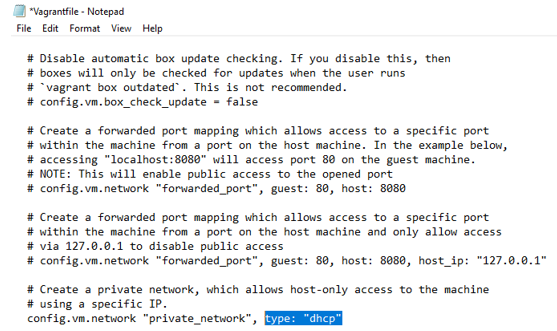 *Vagrantfile - Notepad
File Edit Format View Help
# Disable automatic box update checking. If you disable this, then
# boxes will only be checked for updates when the user runs
# `vagrant box outdated`. This is not recommended.
# config.vm.box_check_update = false
# Create a forwarded port mapping which allows access to a specific port
# within the machine from a port on the host machine. In the example below,
# accessing "localhost:8080" will access port 80 on the guest machine.
# NOTE: This will enable public access to the opened port
# config.vm.network "forwarded_port", guest: 80, host: 8080
# Create a forwarded port mapping which allows access to a specific port
# within the machine from a port on the host machine and only allow access
# via 127.0.0.1 to disable public access
# config.vm.network "forwarded_port", guest: 80, host: 8080, host_ip: "127.0.0.1"
# Create a private network, which allows host-only access to the machine
# using a specific IP.
config.vm.network "private_network", type: "dhcp"